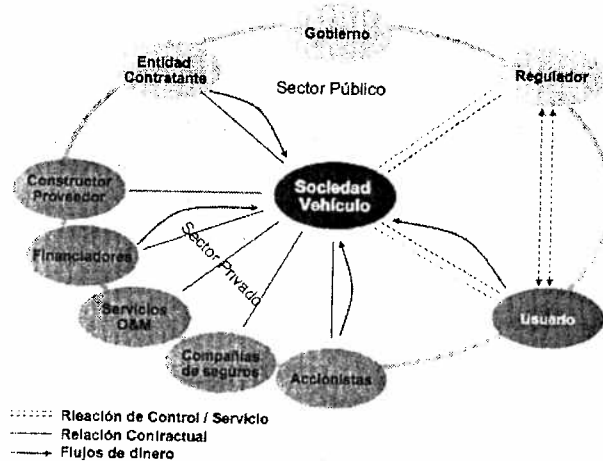 Gobierno
Entidad
Contratante
Regulador
Sector Público
Sociedad
Vehículo
Constructor
Proveedor
Financiadores
Sector Privado
Servicios
O&M
Usuario
Compañías
de seguros
Accionistas
Rleación de Control / Servicio
Relación Contractual
Flujos de dinero